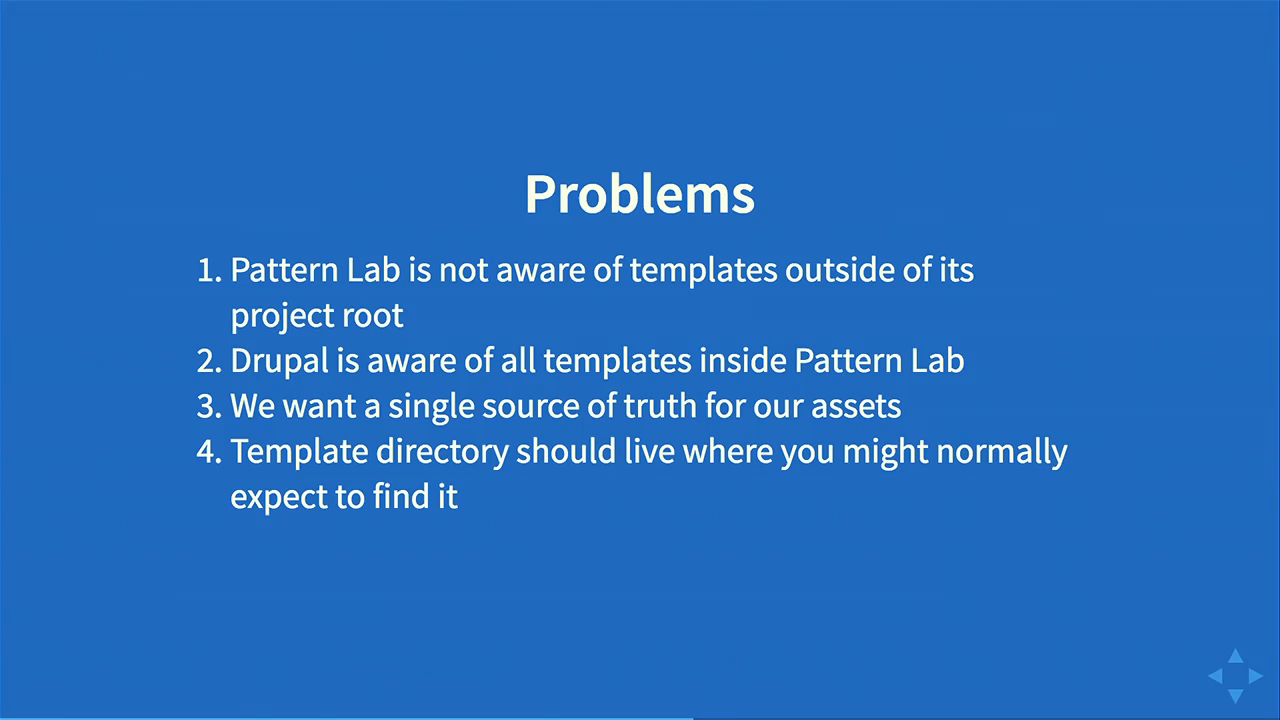 Problems
1. Pattern Lab is not aware of templates outside of its
project root
2. Drupal is aware of all templates inside Pattern Lab
3. We want a single source of truth for our assets
4. Template directory should live where you might normally
expect to find it